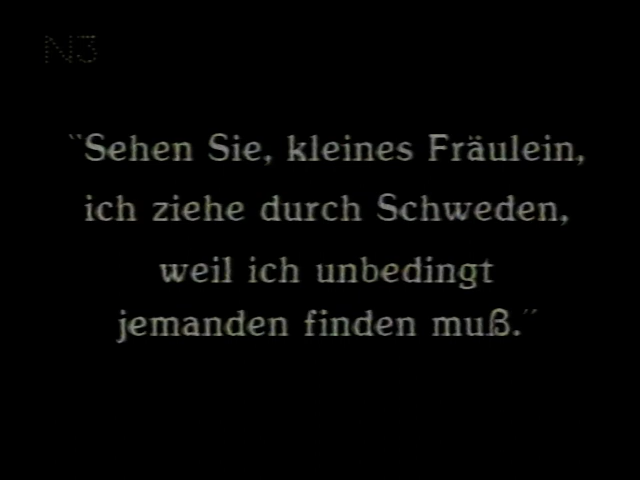 N3
"Sehen Sie, kleines Fräulein,
ich ziehe durch Schweden,
weil ich unbedingt
jemanden finden muß."